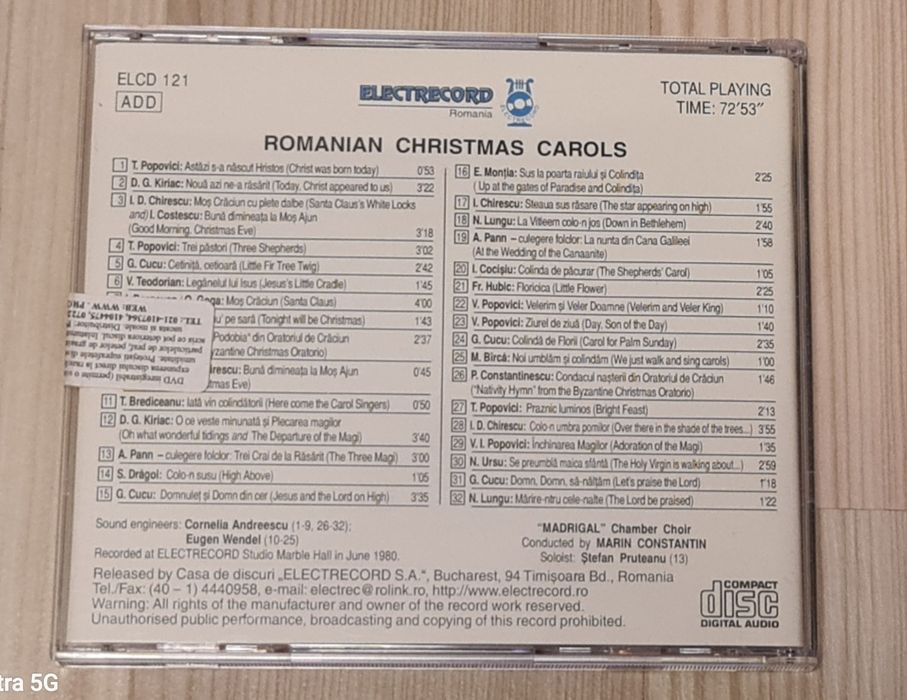 ELCD 121
ADD
ELECTRECORD
Romania
TOTAL PLAYING
TIME: 72'53"
ROMANIAN CHRISTMAS CAROLS
1 T. Popovici: Astăzi s-a născut Hristos (Christ was born today) 0'53
2 D. G. Kiriac: Nouă azi ne-a răsărit (Today, Christ appeared to us) 3'22
3 I. D. Chirescu: Moș Crăciun cu plete dalbe (Santa Claus's White Locks
and) I. Costescu: Bună dimineața la Moș Ajun
(Good Morning, Christmas Eve) 3'18
4 T. Popovici: Trei păstori (Three Shepherds) 3'02
5 G. Cucu: Cetiniță, cetioară (Little Fir Tree Twig) 2'42
6 V. Teodorian: Legănelul lui Isus (Jesus's Little Cradle) 1'45
Moș Crăciun (Santa Claus) 4'00
pe sară (Tonight will be Christmas) 1'43
Podobia" din Oratoriul de Crăciun 2'37
yzantine Christmas Oratorio)
irescu: Bună dimineața la Moș Ajun 0'45
stmas Eve)
11 T. Brediceanu: Iată vin colindătorii (Here come the Carol Singers) 0'50
12 D. G. Kiriac: O ce veste minunată și Plecarea magilor
(Oh what wonderful tidings and The Departure of the Magi) 3'40
13 A. Pann – culegere folclor: Trei Crai de la Răsărit (The Three Magi) 3'00
14 S. Drăgoi: Colo-n susu (High Above) 1'05
15 G. Cucu: Domnuleț și Domn din cer (Jesus and the Lord on High) 3'35
16 E. Monția: Sus la poarta raiului și Colindița
(Up at the gates of Paradise and Colindița) 2'25
17 I. Chirescu: Steaua sus răsare (The star appearing on high) 1'55
18 N. Lungu: La Vitleem colo-n jos (Down in Bethlehem) 2'40
19 A. Pann – culegere folclor: La nunta din Cana Galileei 1'58
(At the Wedding of the Canaanite)
20 I. Cocișiu: Colinda de păcurar (The Shepherds' Carol) 1'05
21 Fr. Hubic: Floricica (Little Flower) 2'25
22 V. Popovici: Velerim și Veler Doamne (Velerim and Veler King) 1'10
23 V. Popovici: Ziurel de ziuă (Day, Son of the Day) 1'40
24 G. Cucu: Colindă de Florii (Carol for Palm Sunday) 2'35
25 M. Bîrcă: Noi umblăm și colindăm (We just walk and sing carols) 1'00
26 P. Constantinescu: Condacul nașterii din Oratoriul de Crăciun 1'46
("Nativity Hymn" from the Byzantine Christmas Oratorio)
27 T. Popovici: Praznic luminos (Bright Feast) 2'13
28 I. D. Chirescu: Colo-n umbra pomilor (Over there in the shade of the trees...) 3'55
29 V. I. Popovici: Închinarea Magilor (Adoration of the Magi) 1'35
30 N. Ursu: Se preumblă maica sfântă (The Holy Virgin is walking about...) 2'59
31 G. Cucu: Domn, Domn, să-nălțăm (Let's praise the Lord) 1'18
32 N. Lungu: Mărire-ntru cele-nalte (The Lord be praised) 1'22
WEB: WWW.
TEL: 021-4107164, 4104475, 072
DVD inregistrabil (permite o s
Sound engineers: Cornelia Andreescu (1-9, 26-32);
Eugen Wendel (10-25)
Recorded at ELECTRECORD Studio Marble Hall in June 1980.
"MADRIGAL" Chamber Choir
Conducted by MARIN CONSTANTIN
Soloist: Ștefan Pruteanu (13)
Released by Casa de discuri „ELECTRECORD S.A.", Bucharest, 94 Timișoara Bd., Romania
Tel./Fax: (40 – 1) 4440958, e-mail: electrec@rolink.ro, http://www.electrecord.ro
Warning: All rights of the manufacturer and owner of the record work reserved.
Unauthorised public performance, broadcasting and copying of this record prohibited.
COMPACT
disc
DIGITAL AUDIO
tra 5G